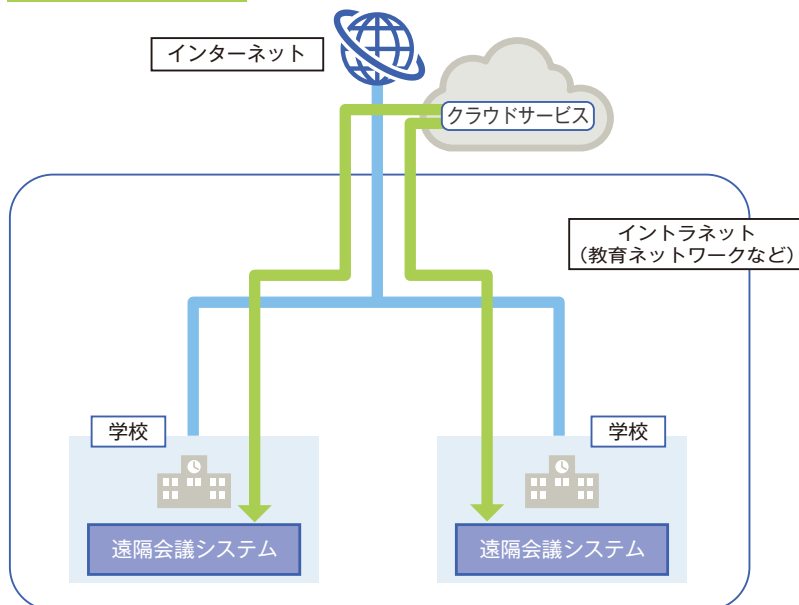 インターネット
クラウドサービス
イントラネット
（教育ネットワークなど）
学校
学校
遠隔会議システム
遠隔会議システム